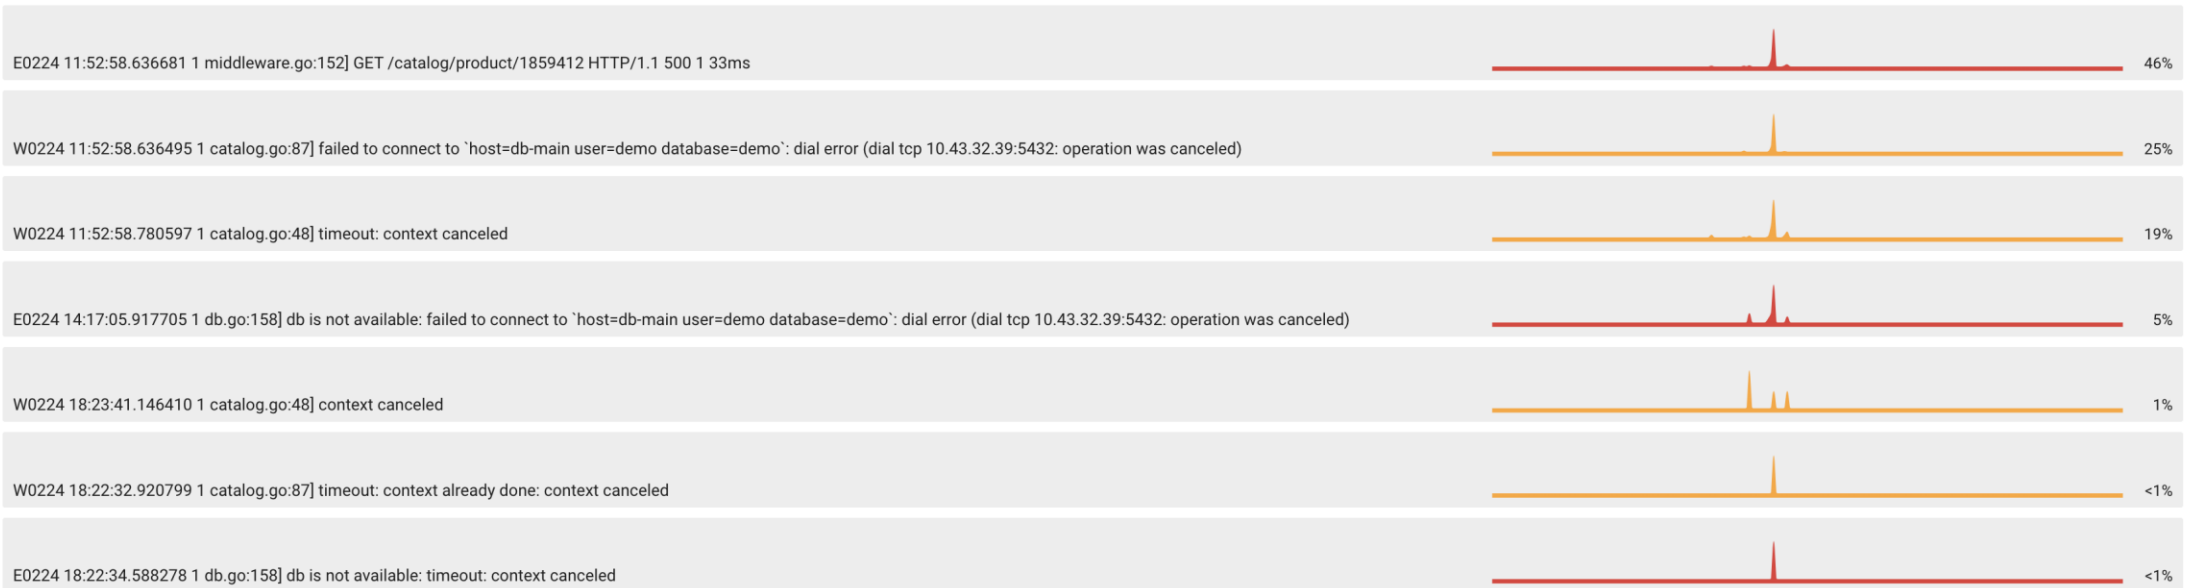 E0224 11:52:58.636681 1 middleware.go:152] GET /catalog/product/1859412 HTTP/1.1 500 1 33ms 46%
W0224 11:52:58.636495 1 catalog.go:87] failed to connect to `host=db-main user=demo database=demo`: dial error (dial tcp 10.43.32.39:5432: operation was canceled) 25%
W0224 11:52:58.780597 1 catalog.go:48] timeout: context canceled 19%
E0224 14:17:05.917705 1 db.go:158] db is not available: failed to connect to `host=db-main user=demo database=demo`: dial error (dial tcp 10.43.32.39:5432: operation was canceled) 5%
W0224 18:23:41.146410 1 catalog.go:48] context canceled 1%
W0224 18:22:32.920799 1 catalog.go:87] timeout: context already done: context canceled <1%
E0224 18:22:34.588278 1 db.go:158] db is not available: timeout: context canceled <1%